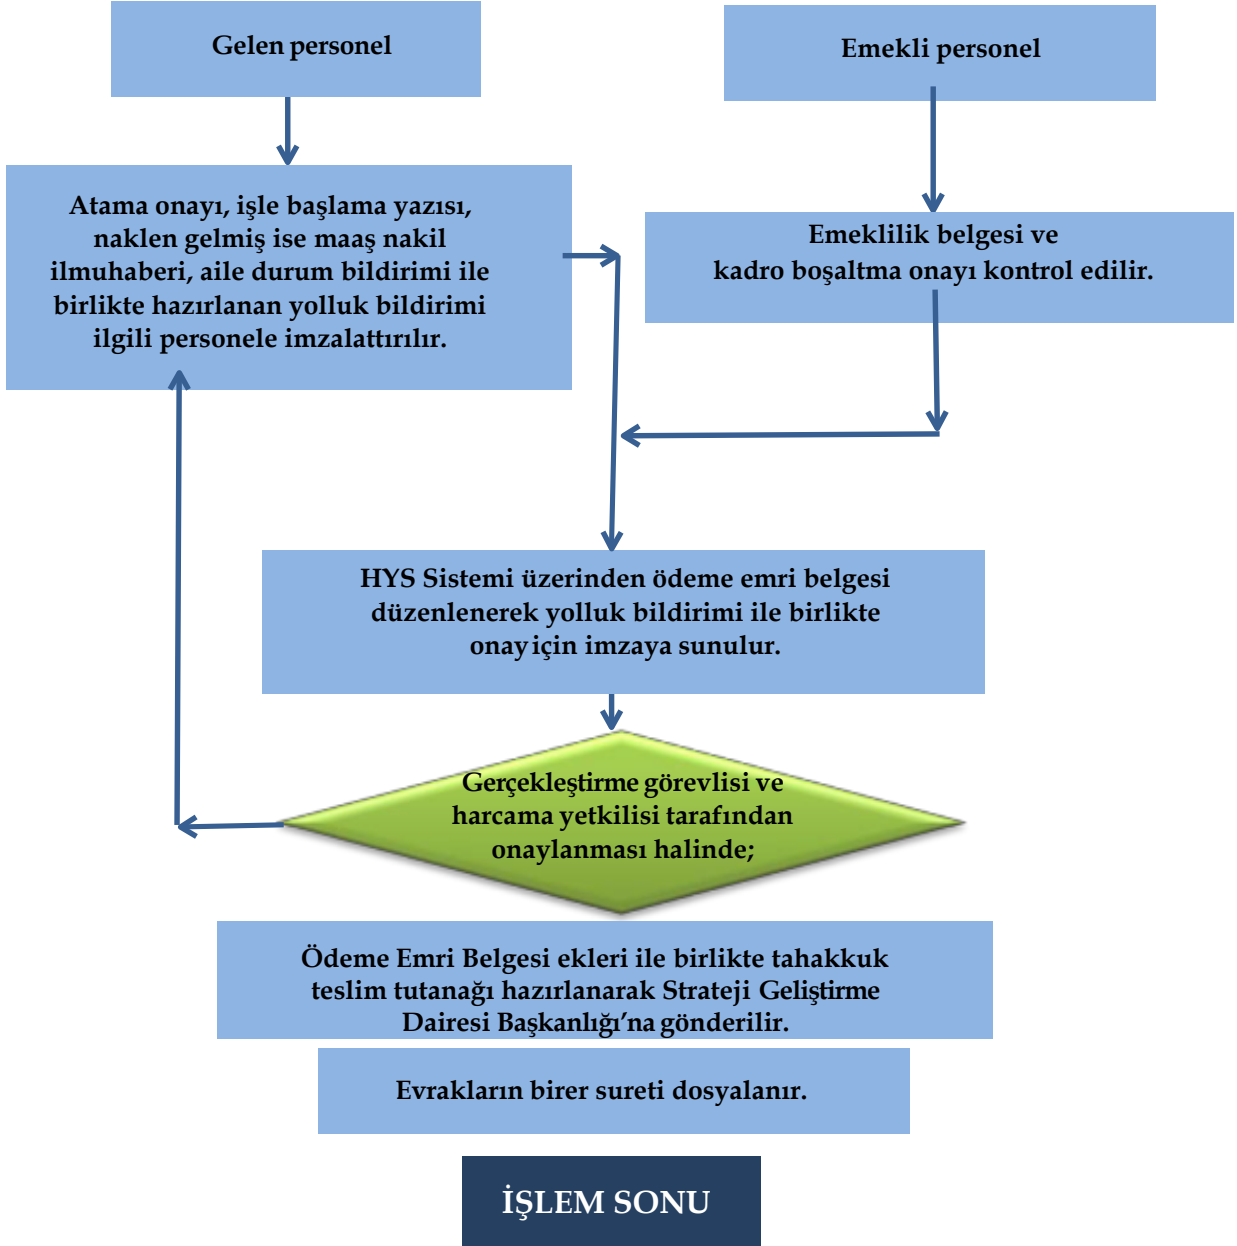 Gelen personel
Emekli personel
Atama onayı, işle başlama yazısı,
naklen gelmiş ise maaş nakil
ilmuhaberi, aile durum bildirimi ile
birlikte hazırlanan yolluk bildirimi
ilgili personele imzalattırılır.
Emeklilik belgesi ve
kadro boşaltma onayı kontrol edilir.
HYS Sistemi üzerinden ödeme emri belgesi
düzenlenerek yolluk bildirimi ile birlikte
onay için imzaya sunulur.
Gerçekleştirme görevlisi ve
harcama yetkilisi tarafından
onaylanması halinde;
Ödeme Emri Belgesi ekleri ile birlikte tahakkuk
teslim tutanağı hazırlanarak Strateji Geliştirme
Dairesi Başkanlığı’na gönderilir.
Evrakların birer sureti dosyalanır.
İŞLEM SONU